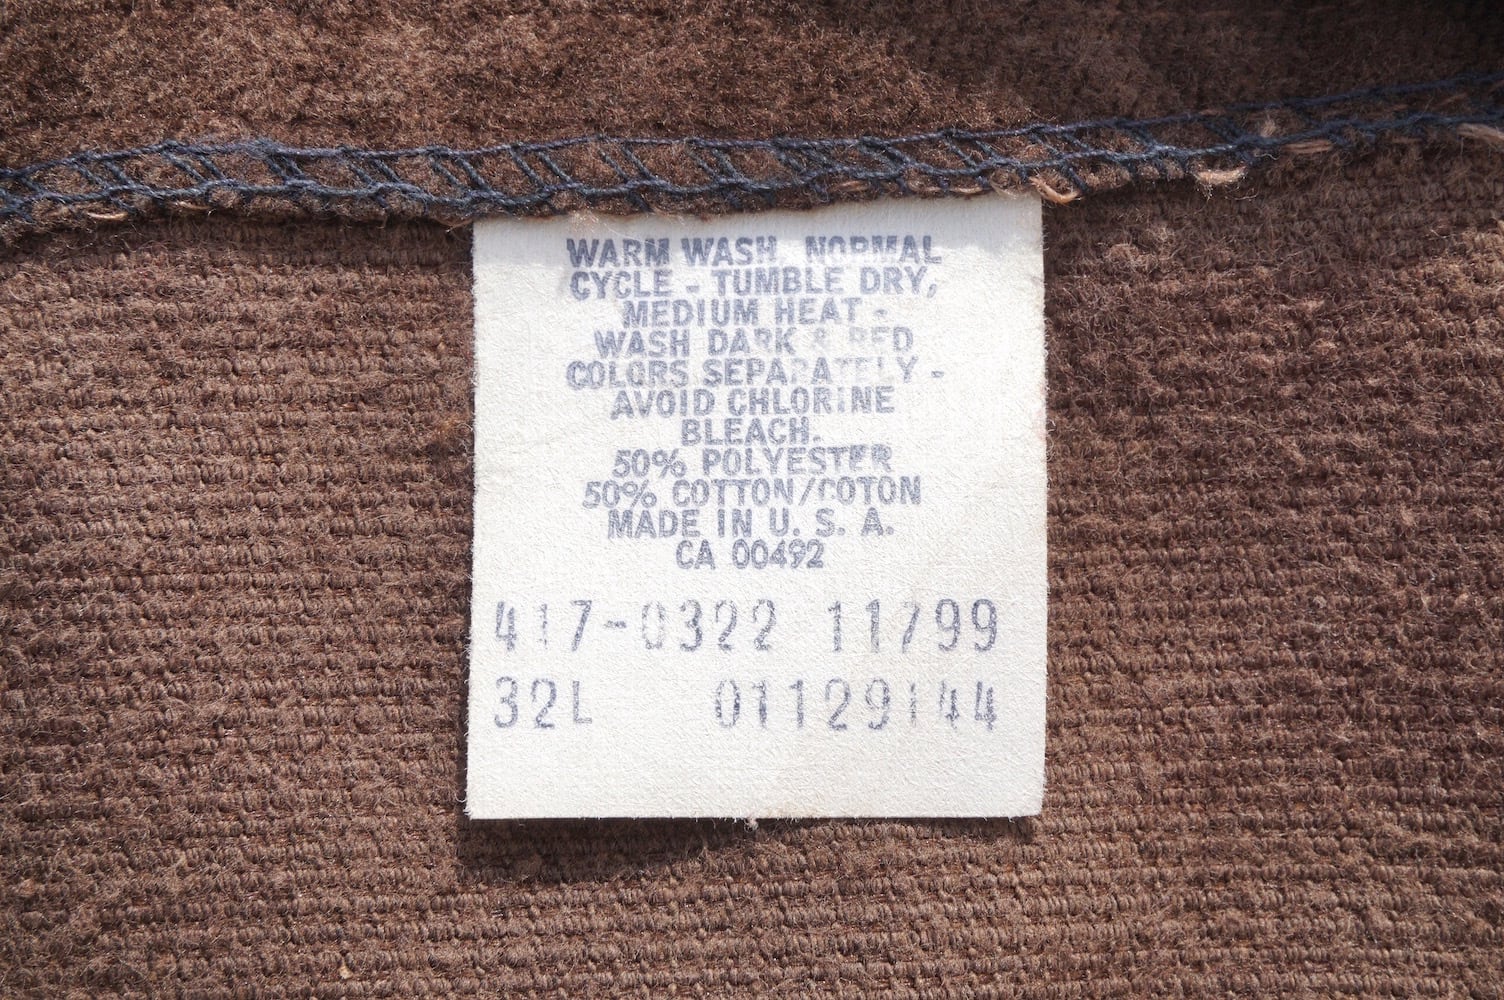 WARM WASH, NORMAL
CYCLE - TUMBLE DRY,
MEDIUM HEAT -
WASH DARK & RED
COLORS SEPARATELY -
AVOID CHLORINE
BLEACH.
50% POLYESTER
50% COTTON/COTON
MADE IN U. S. A.
CA 00492
417-0322 11799
32L 01129144